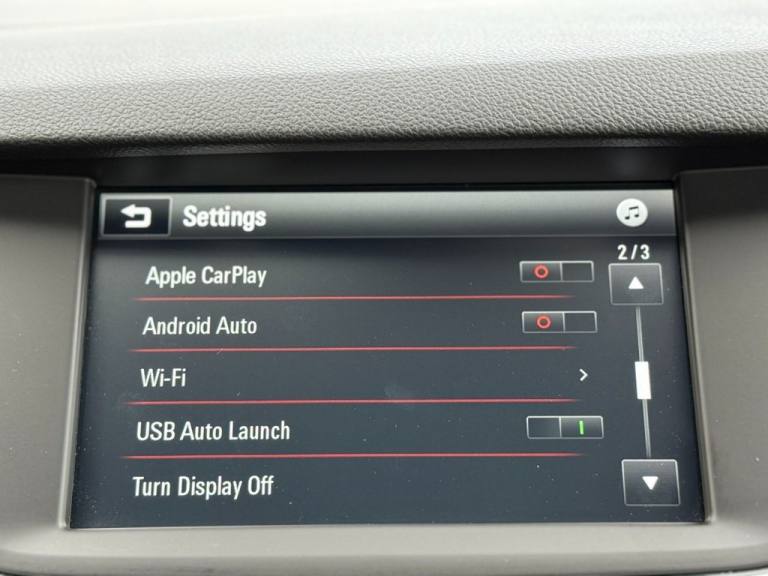 Settings
2/3
Apple CarPlay
Android Auto
Wi-Fi
USB Auto Launch
Turn Display Off